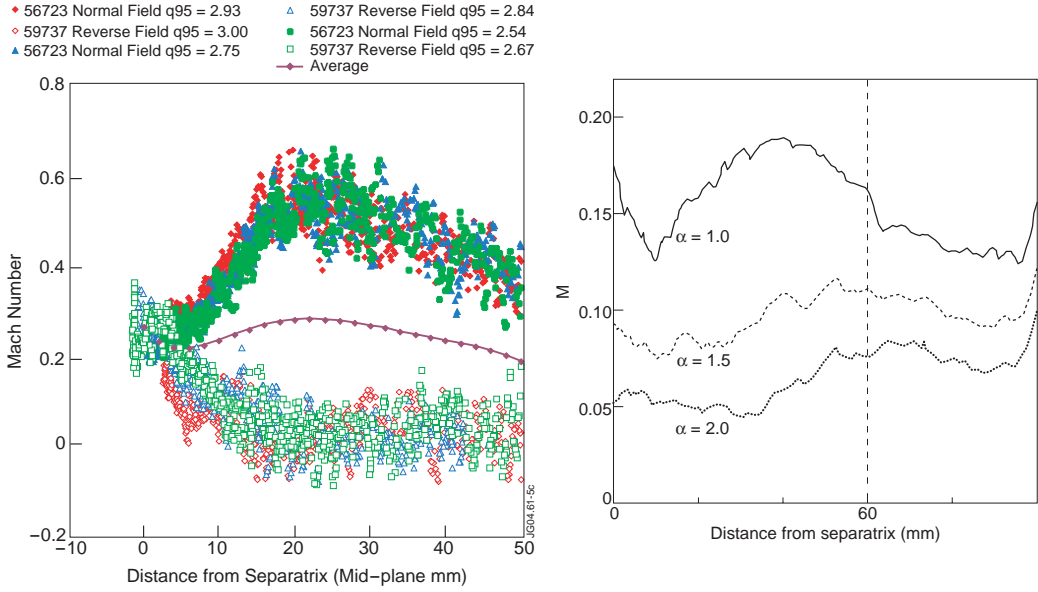 56723 Normal Field q95 = 2.93
59737 Reverse Field q95 = 3.00
56723 Normal Field q95 = 2.75
59737 Reverse Field q95 = 2.84
56723 Normal Field q95 = 2.54
59737 Reverse Field q95 = 2.67
Average
0.8
0.6
0.4
0.2
0
−0.2
Mach Number
−10
0
10
20
30
40
50
Distance from Separatrix (Mid−plane mm)
JG04.61-5c
0.20
0.15
0.10
0.05
0
M
α = 1.0
α = 1.5
α = 2.0
0
60
Distance from separatrix (mm)